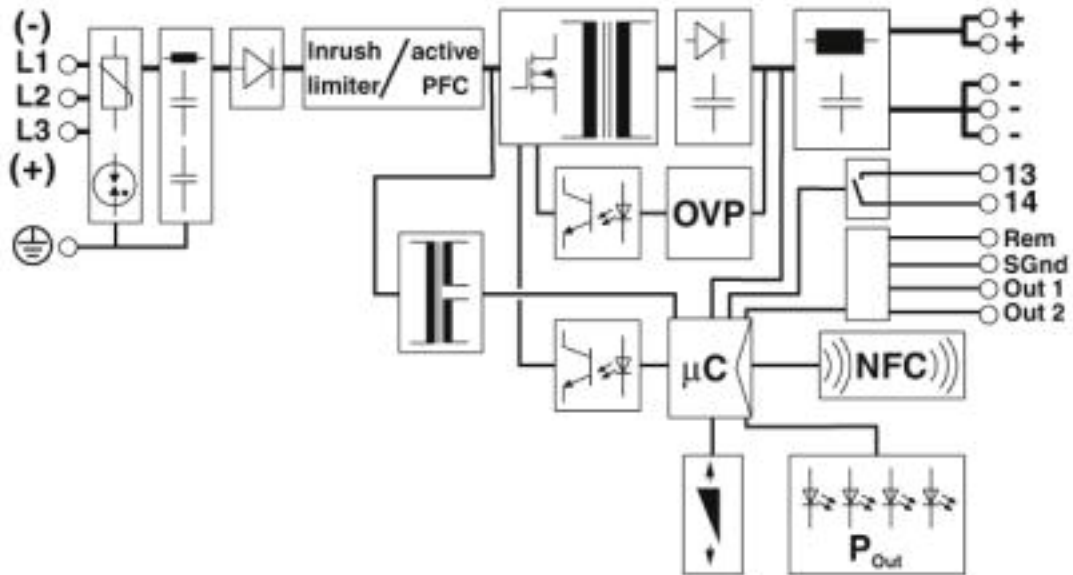 (-)
L1
L2
L3
(+)
Inrush limiter/
active PFC
+
+
-
-
-
OVP
13
14
Rem
SGnd
Out 1
Out 2
µC
NFC
POut